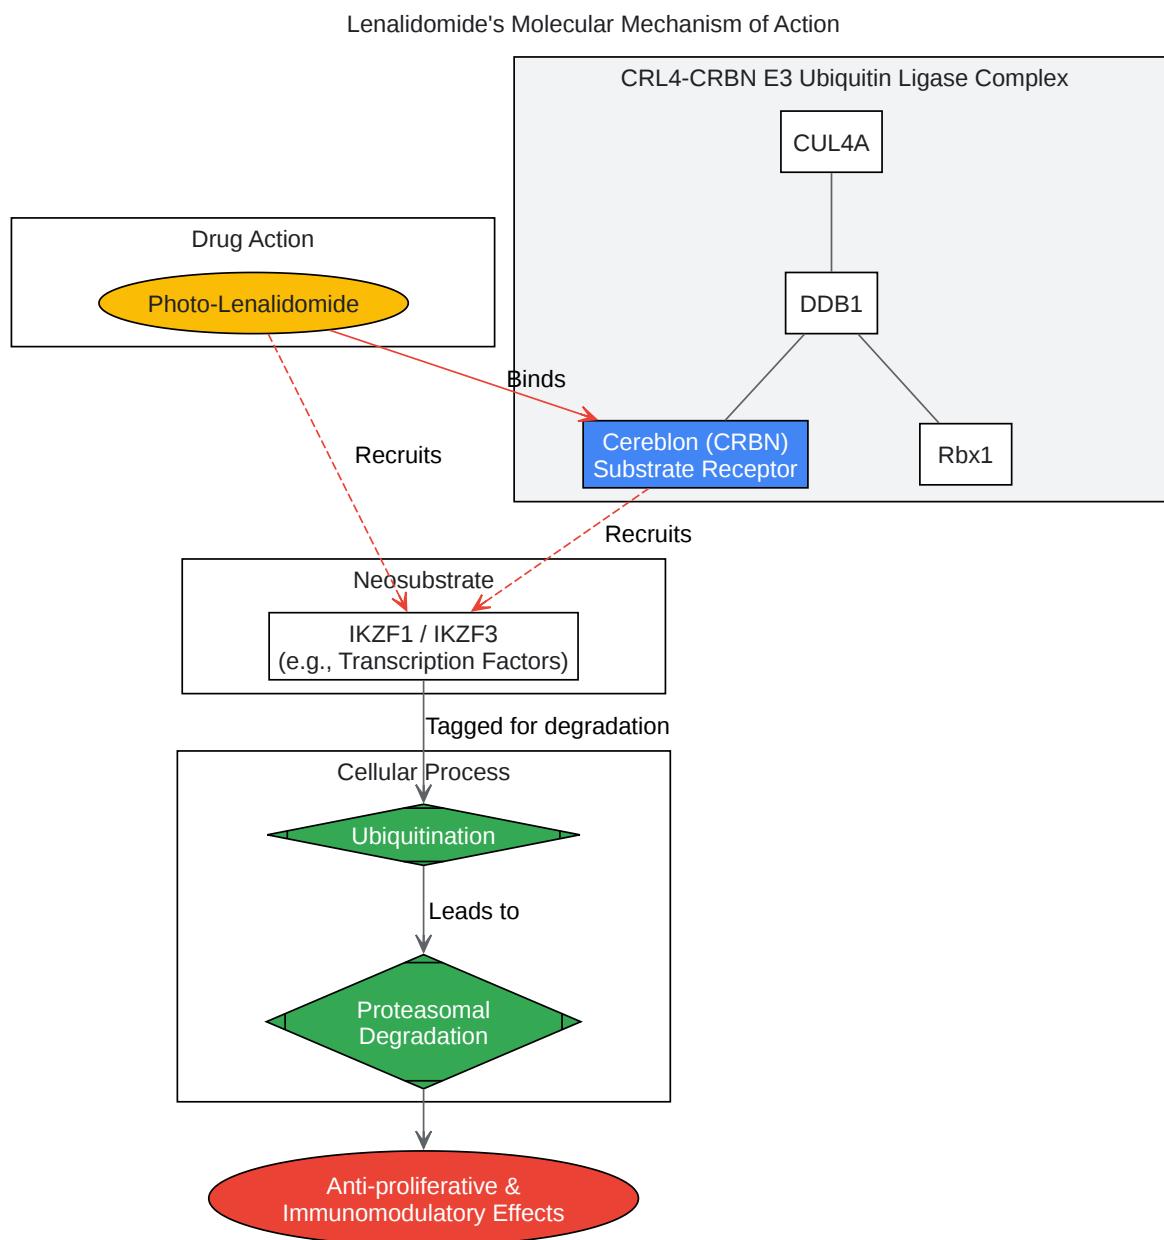 Lenalidomide's Molecular Mechanism of Action
CRL4-CRBN E3 Ubiquitin Ligase Complex
CUL4A
Drug Action
Photo-Lenalidomide
DDB1
Binds
Cereblon (CRBN)
Substrate Receptor
Rbx1
Recruits
Recruits
Neosubstrate
IKZF1 / IKZF3
(e.g., Transcription Factors)
Tagged for degradation
Cellular Process
Ubiquitination
Leads to
Proteasomal
Degradation
Anti-proliferative &
Immunomodulatory Effects